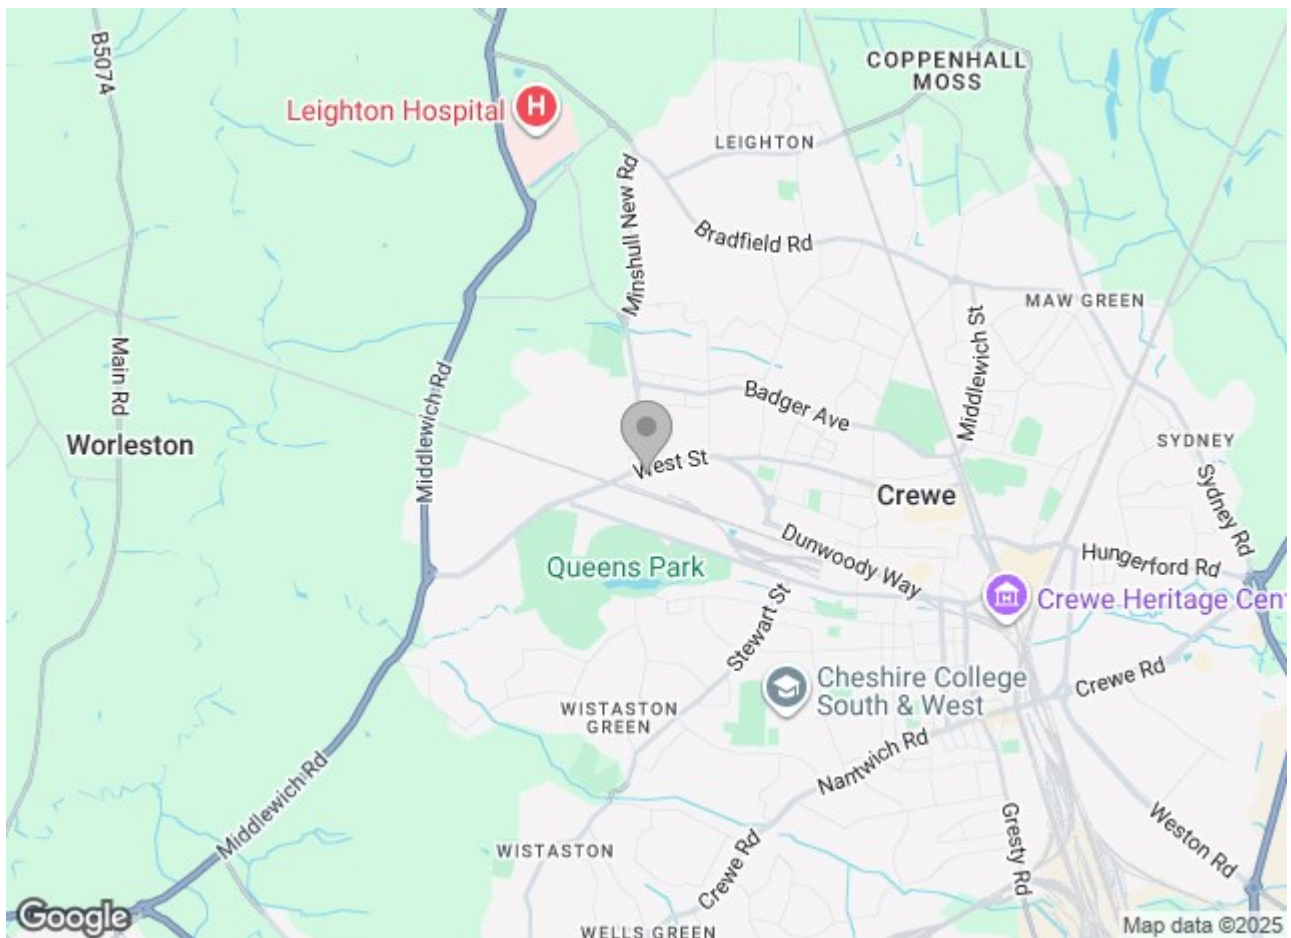 B5074
COPPENHALL
MOSS
Leighton Hospital
H
LEIGHTON
Minshull New Rd
Bradfield Rd
MAW GREEN
Middlewich St
Main Rd
Middlewich Rd
Badger Ave
Worleston
SYDNEY
West St
Crewe
Sydney Rd
Dunwoody Way
Hungerford Rd
Queens Park
Crewe Heritage Cen
Stewart St
Cheshire College
South & West
Crewe Rd
WISTASTON
GREEN
Nantwich Rd
Middlewich Rd
Gresty Rd
Weston Rd
WISTASTON
Crewe Rd
Google
Map data ©2025
WELLS GREEN